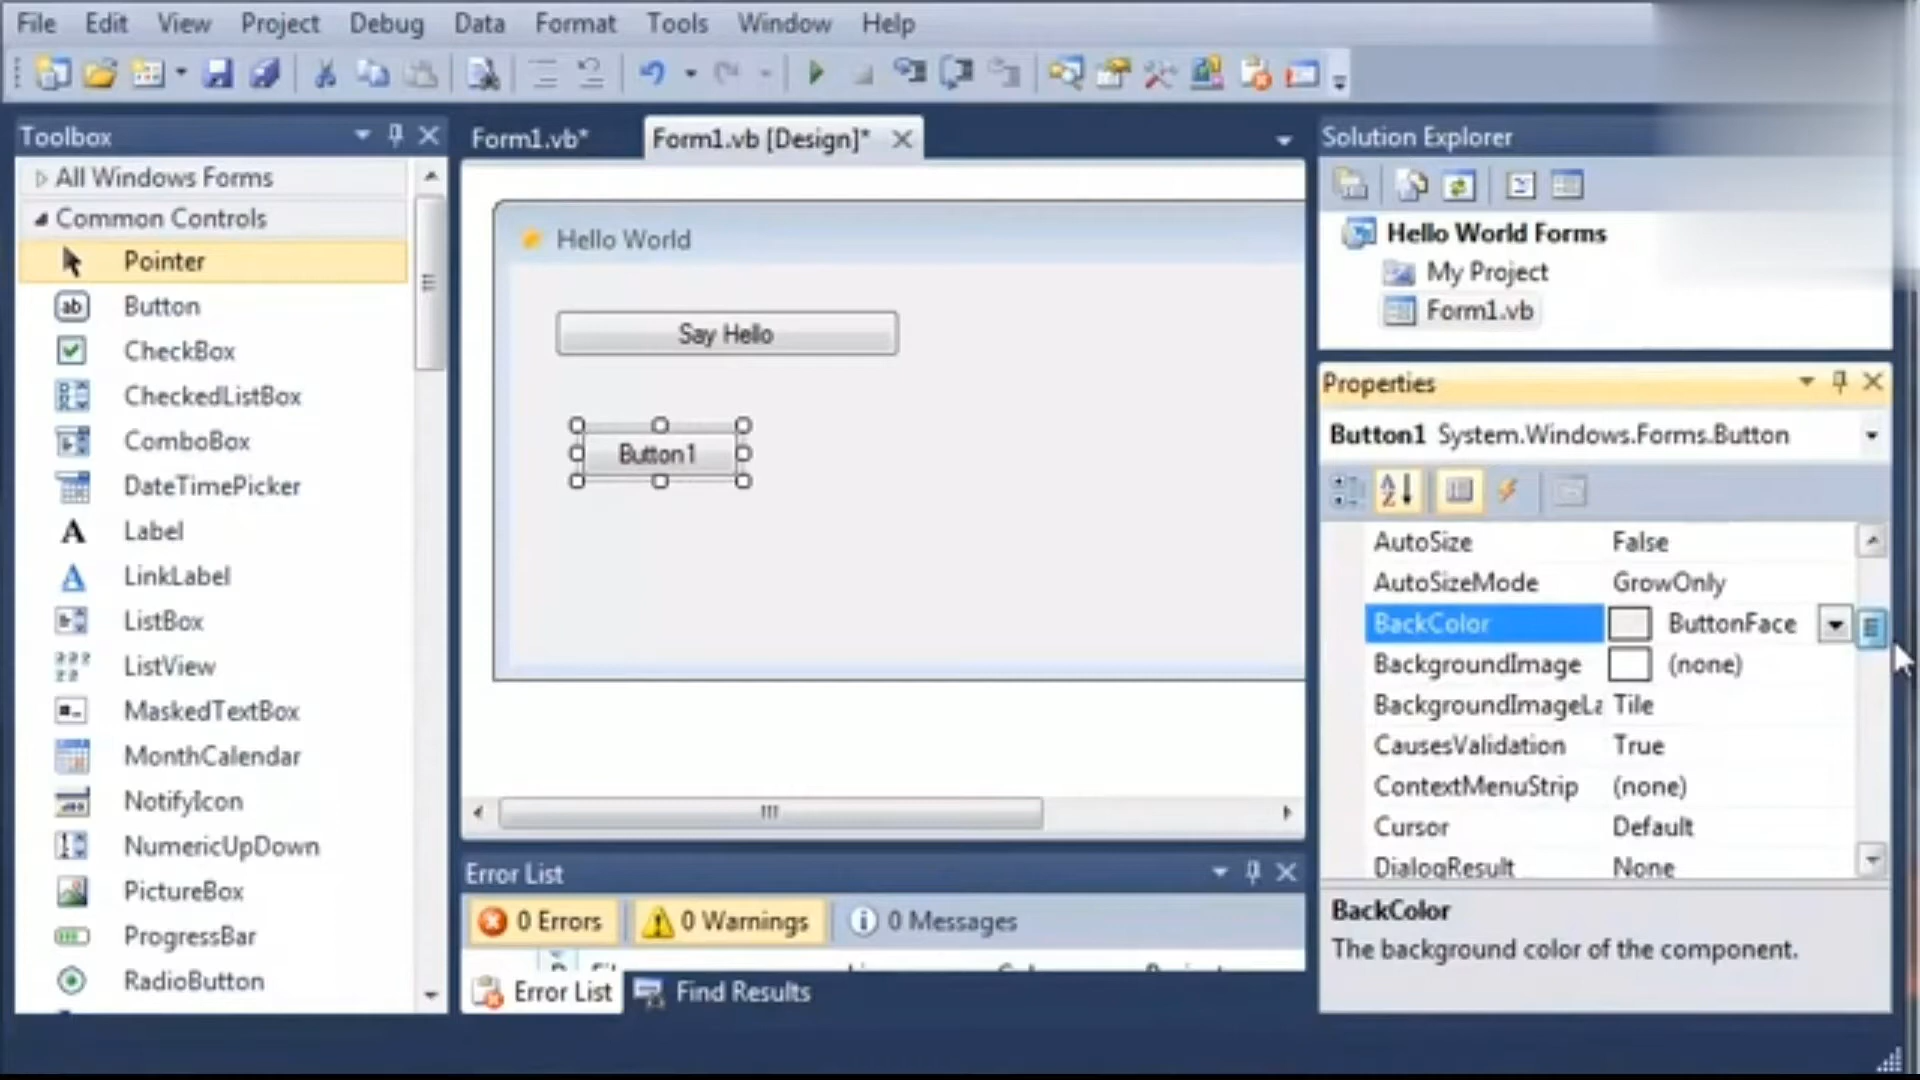 File Edit View Project Debug Data Format Tools Window Help
Toolbox
All Windows Forms
Common Controls
Pointer
Button
CheckBox
CheckedListBox
ComboBox
DateTimePicker
Label
LinkLabel
ListBox
ListView
MaskedTextBox
MonthCalendar
NotifyIcon
NumericUpDown
PictureBox
ProgressBar
RadioButton
Form1.vb* Form1.vb [Design]*
Hello World
Say Hello
Button1
Error List
0 Errors 0 Warnings 0 Messages
Error List Find Results
Solution Explorer
Hello World Forms
My Project
Form1.vb
Properties
Button1 System.Windows.Forms.Button
AutoSize False
AutoSizeMode GrowOnly
BackColor ButtonFace
BackgroundImage (none)
BackgroundImageLa Tile
CausesValidation True
ContextMenuStrip (none)
Cursor Default
DialogResult None
BackColor
The background color of the component.